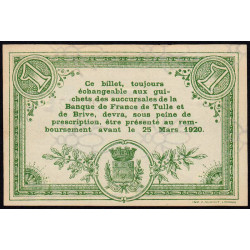 1
1
Ce billet, toujours
échangeable aux gui-
chets des succursales de la
Banque de France de Tulle et
de Brive, devra, sous peine de
prescription, être présenté au rem-
boursement avant le 25 Mars 1920.